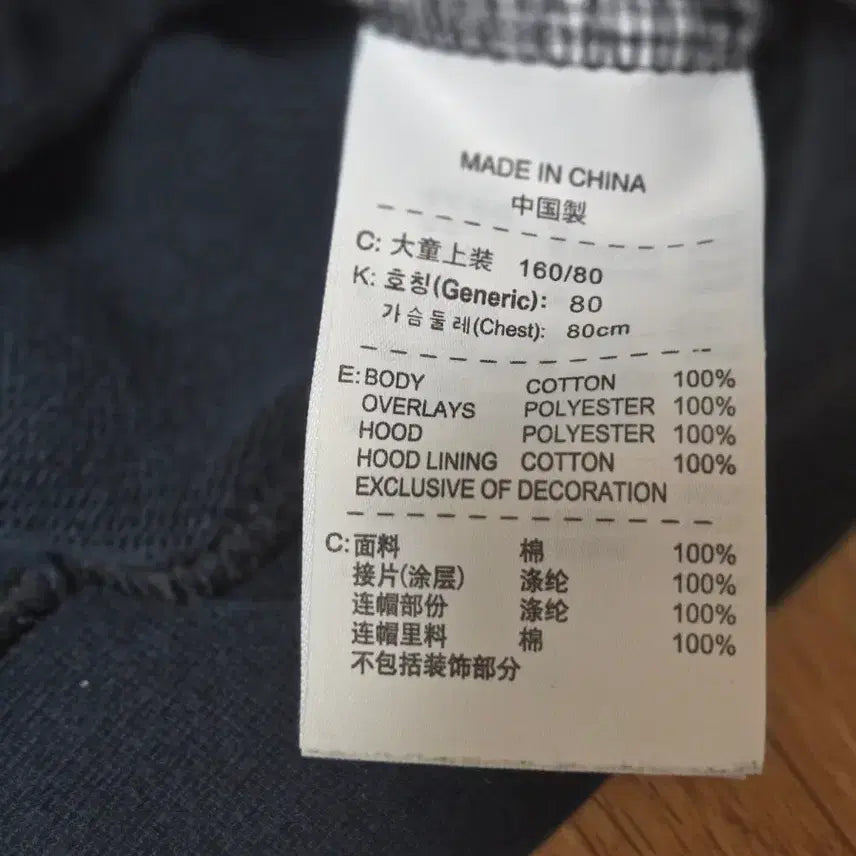 MADE IN CHINA
中国製
C: 大童上装 160/80
K: 호칭(Generic): 80
가슴둘레(Chest): 80cm
E: BODY COTTON 100%
OVERLAYS POLYESTER 100%
HOOD POLYESTER 100%
HOOD LINING COTTON 100%
EXCLUSIVE OF DECORATION
C: 面料 棉 100%
接片(涂层) 涤纶 100%
连帽部份 涤纶 100%
连帽里料 棉 100%
不包括装饰部分